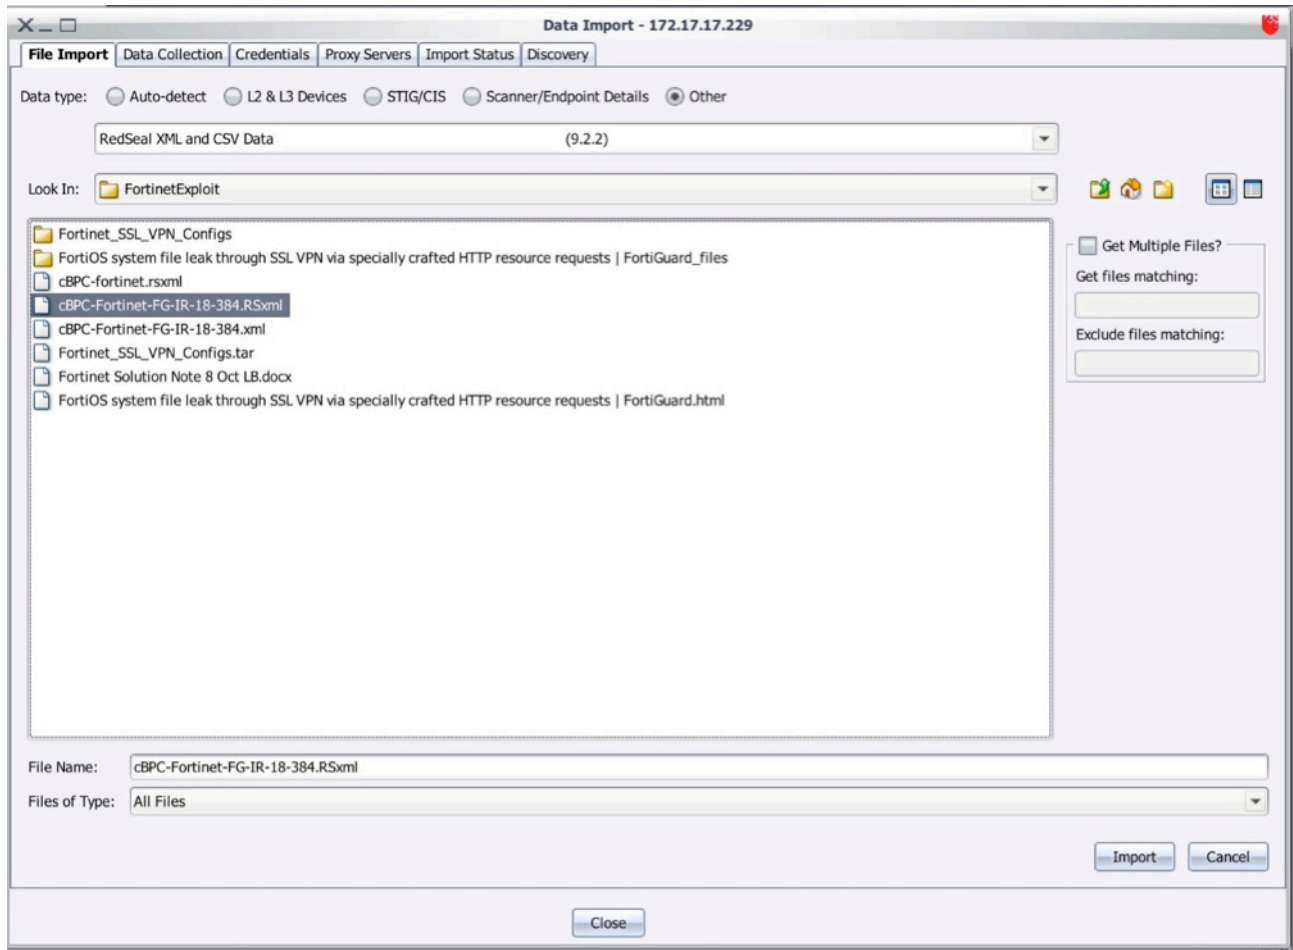 Data Import - 172.17.17.229
File Import Data Collection Credentials Proxy Servers Import Status Discovery
Data type: Auto-detect L2 & L3 Devices STIG/CIS Scanner/Endpoint Details Other
RedSeal XML and CSV Data (9.2.2)
Look In: FortinetExploit
Fortinet_SSL_VPN_Configs
FortiOS system file leak through SSL VPN via specially crafted HTTP resource requests | FortiGuard_files
cBPC-fortinet.rsxml
cBPC-Fortinet-FG-IR-18-384.RSxml
cBPC-Fortinet-FG-IR-18-384.xml
Fortinet_SSL_VPN_Configs.tar
Fortinet Solution Note 8 Oct LB.docx
FortiOS system file leak through SSL VPN via specially crafted HTTP resource requests | FortiGuard.html
Get Multiple Files?
Get files matching:
Exclude files matching:
File Name: cBPC-Fortinet-FG-IR-18-384.RSxml
Files of Type: All Files
Import Cancel
Close